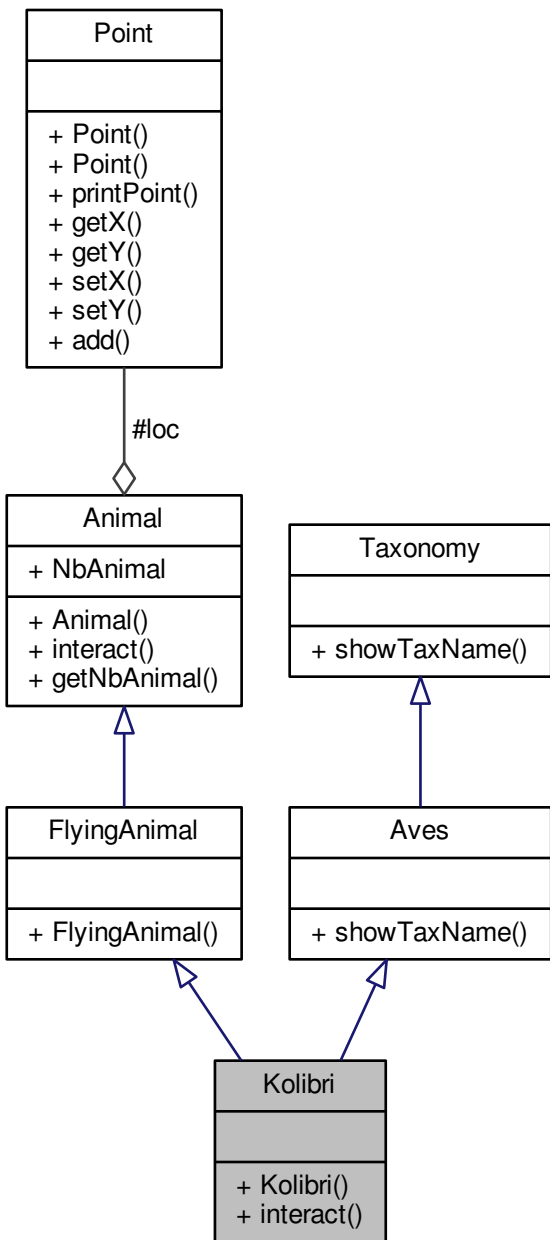 Point
+ Point()
+ Point()
+ printPoint()
+ getX()
+ getY()
+ setX()
+ setY()
+ add()
#loc
Animal
+ NbAnimal
+ Animal()
+ interact()
+ getNbAnimal()
Taxonomy
+ showTaxName()
FlyingAnimal
+ FlyingAnimal()
Aves
+ showTaxName()
Kolibri
+ Kolibri()
+ interact()